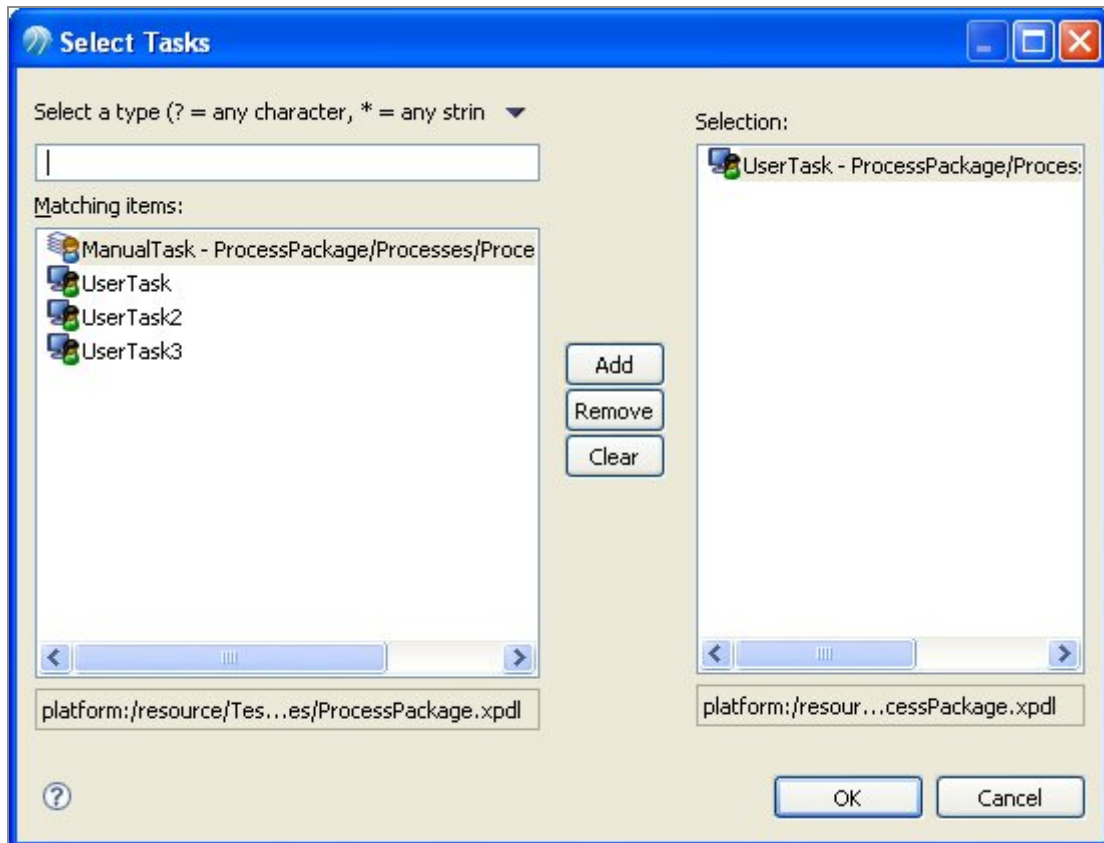 Select Tasks
Select a type (? = any character, * = any strin
Selection:
UserTask - ProcessPackage/Proces
Matching items:
ManualTask - ProcessPackage/Processes/Proce
UserTask
UserTask2
UserTask3
Add
Remove
Clear
platform:/resource/Tes...es/ProcessPackage.xpdl
platform:/resour...cessPackage.xpdl
?
OK
Cancel